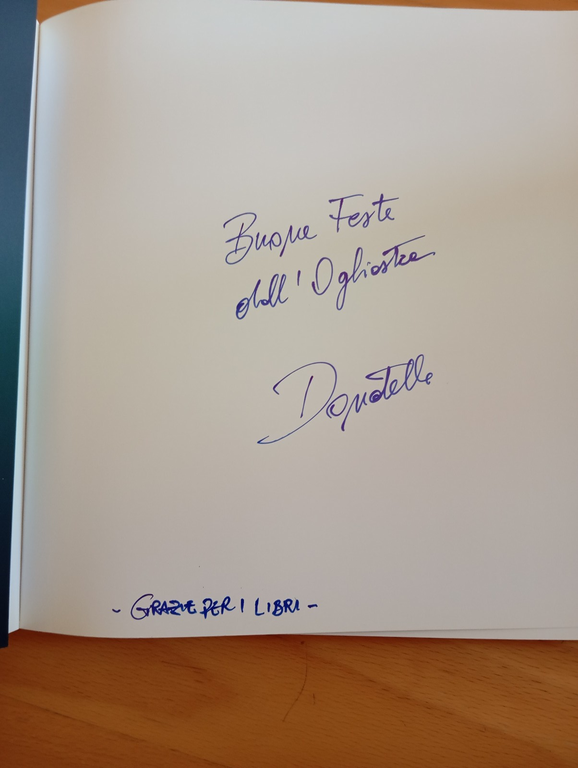 Buone Feste
dall'Ogliastra
Donatella
- GRAZIE PER I LIBRI -